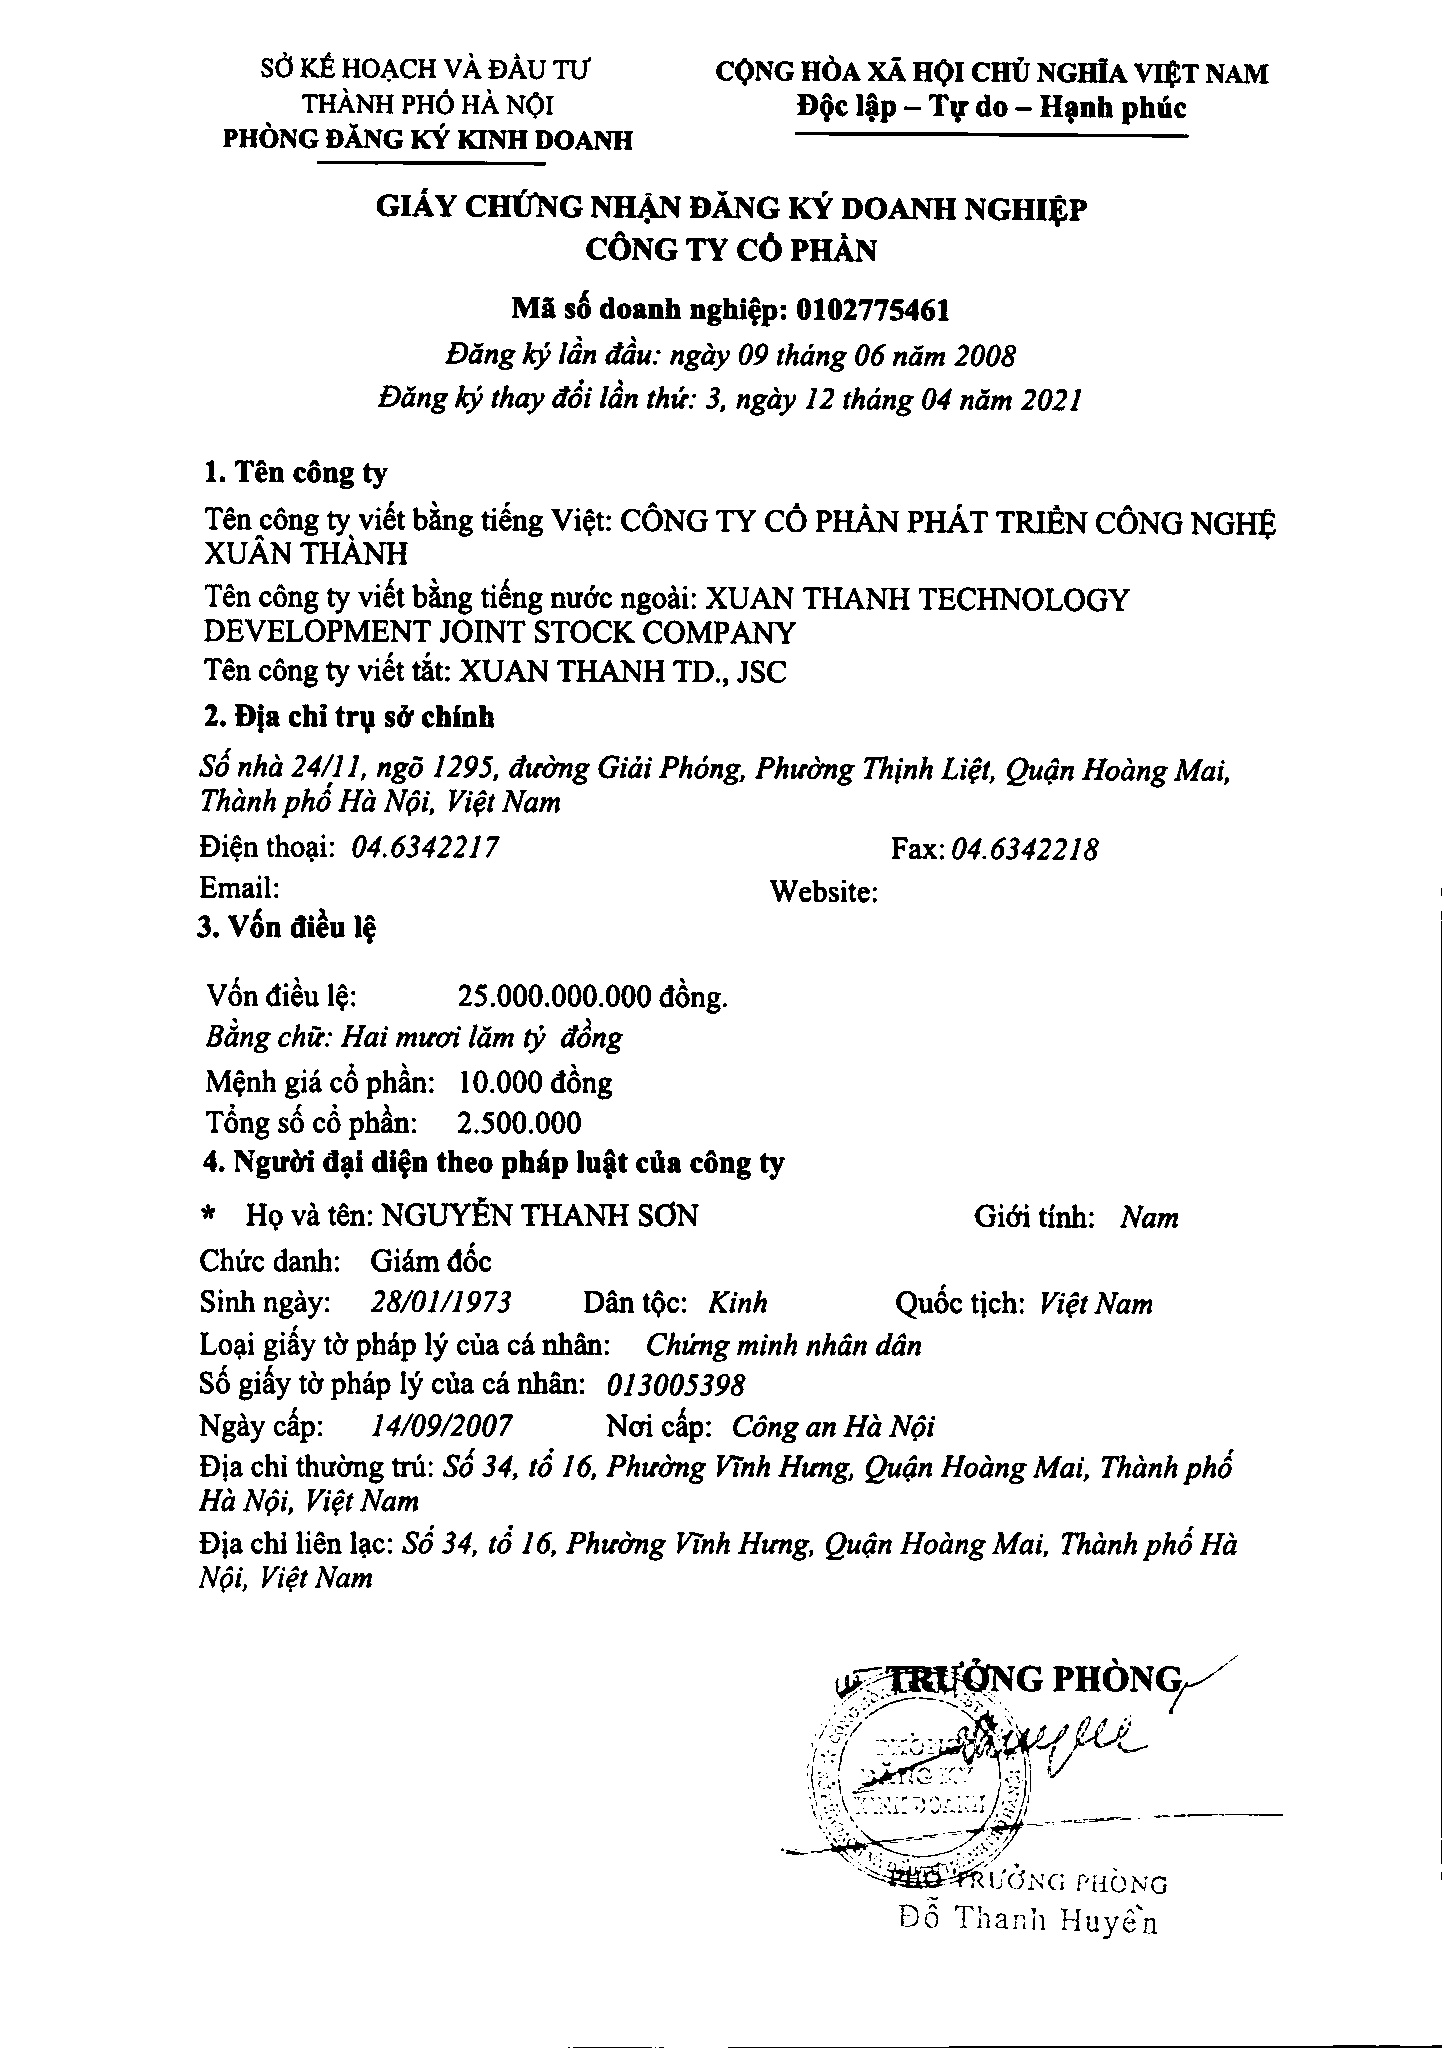 SỞ KẾ HOẠCH VÀ ĐẦU TƯ
THÀNH PHỐ HÀ NỘI
PHÒNG ĐĂNG KÝ KINH DOANH
CỘNG HÒA XÃ HỘI CHỦ NGHĨA VIỆT NAM
Độc lập – Tự do – Hạnh phúc
GIẤY CHỨNG NHẬN ĐĂNG KÝ DOANH NGHIỆP
CÔNG TY CỔ PHẦN
Mã số doanh nghiệp: 0102775461
Đăng ký lần đầu: ngày 09 tháng 06 năm 2008
Đăng ký thay đổi lần thứ: 3, ngày 12 tháng 04 năm 2021
1. Tên công ty
Tên công ty viết bằng tiếng Việt: CÔNG TY CỔ PHẦN PHÁT TRIỂN CÔNG NGHỆ
XUÂN THÀNH
Tên công ty viết bằng tiếng nước ngoài: XUAN THANH TECHNOLOGY
DEVELOPMENT JOINT STOCK COMPANY
Tên công ty viết tắt: XUAN THANH TD., JSC
2. Địa chỉ trụ sở chính
Số nhà 24/11, ngõ 1295, đường Giải Phóng, Phường Thịnh Liệt, Quận Hoàng Mai,
Thành phố Hà Nội, Việt Nam
Điện thoại: 04.6342217 Fax: 04.6342218
Email: Website:
3. Vốn điều lệ
Vốn điều lệ: 25.000.000.000 đồng.
Bằng chữ: Hai mươi lăm tỷ đồng
Mệnh giá cổ phần: 10.000 đồng
Tổng số cổ phần: 2.500.000
4. Người đại diện theo pháp luật của công ty
* Họ và tên: NGUYỄN THANH SƠN Giới tính: Nam
Chức danh: Giám đốc
Sinh ngày: 28/01/1973 Dân tộc: Kinh Quốc tịch: Việt Nam
Loại giấy tờ pháp lý của cá nhân: Chứng minh nhân dân
Số giấy tờ pháp lý của cá nhân: 013005398
Ngày cấp: 14/09/2007 Nơi cấp: Công an Hà Nội
Địa chỉ thường trú: Số 34, tổ 16, Phường Vĩnh Hưng, Quận Hoàng Mai, Thành phố
Hà Nội, Việt Nam
Địa chỉ liên lạc: Số 34, tổ 16, Phường Vĩnh Hưng, Quận Hoàng Mai, Thành phố Hà
Nội, Việt Nam
TRƯỞNG PHÒNG
PHÒNG
ĐĂNG KÝ
KINH DOANH
PHÓ TRƯỞNG PHÒNG
Đỗ Thanh Huyền